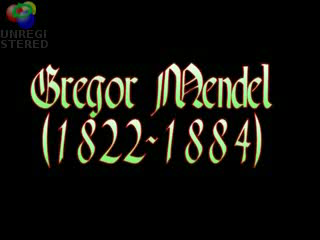 UNREGI
STERED
Gregor Mendel
(1822-1884)